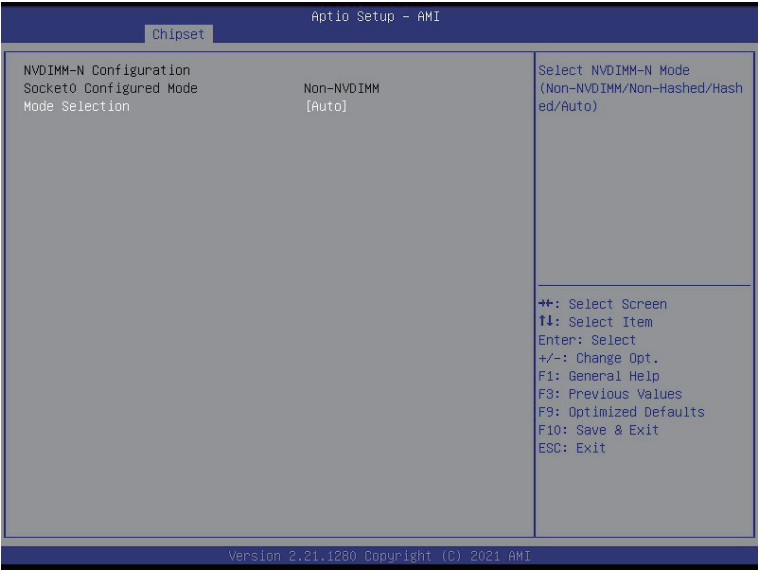 Aptio Setup – AMI
Chipset
NVDIMM-N Configuration
Socket0 Configured Mode Non-NVDIMM
Mode Selection [Auto]
Select NVDIMM-N Mode
(Non-NVDIMM/Non-Hashed/Hash
ed/Auto)
→←: Select Screen
↑↓: Select Item
Enter: Select
+/-: Change Opt.
F1: General Help
F3: Previous Values
F9: Optimized Defaults
F10: Save & Exit
ESC: Exit
Version 2.21.1280 Copyright (C) 2021 AMI